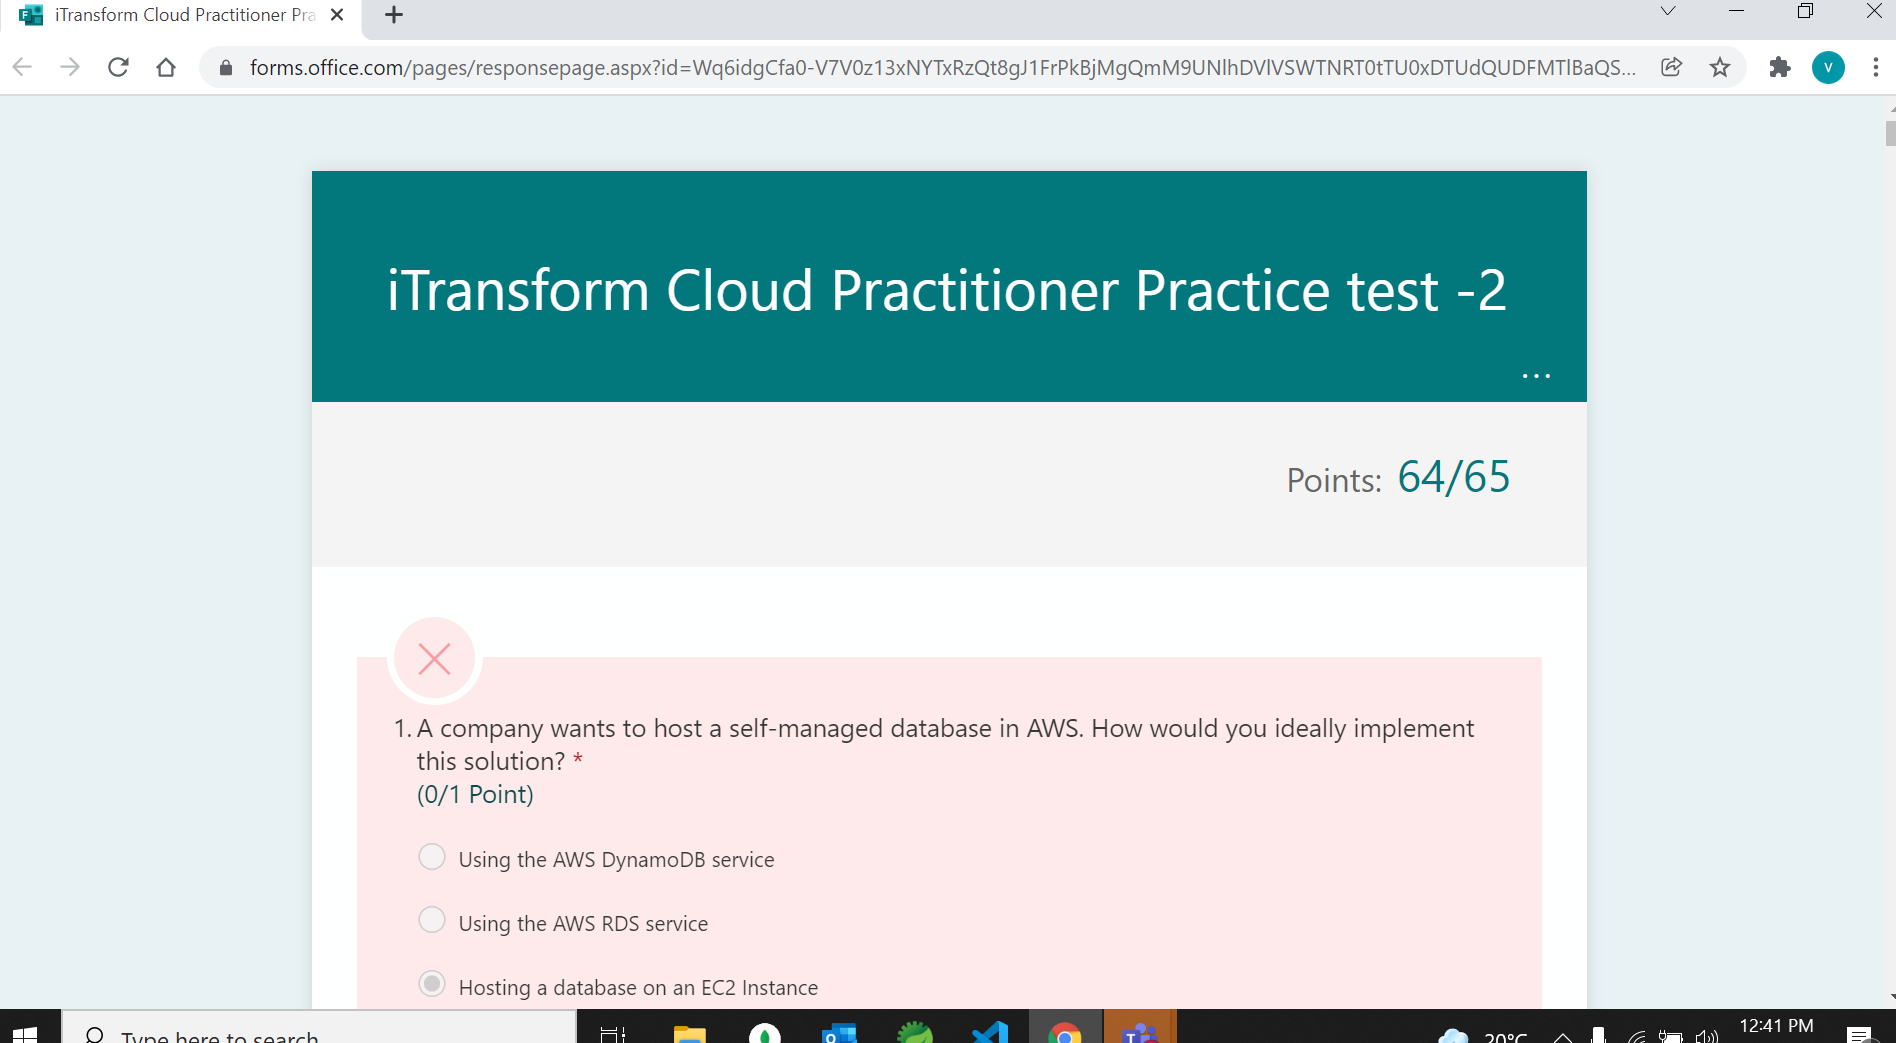 iTransform Cloud Practitioner Pra
forms.office.com/pages/responsepage.aspx?id=Wq6idgCfa0-V7V0z13xNYTxRzQt8gJ1FrPkBjMgQmM9UNlhDVlVSWTNRT0tTU0xDTUdQUDFMTlBaQS...
V
iTransform Cloud Practitioner Practice test -2
...
Points: 64/65
1. A company wants to host a self-managed database in AWS. How would you ideally implement
this solution? *
(0/1 Point)
Using the AWS DynamoDB service
Using the AWS RDS service
Hosting a database on an EC2 Instance
Type here to search
20°C
12:41 PM